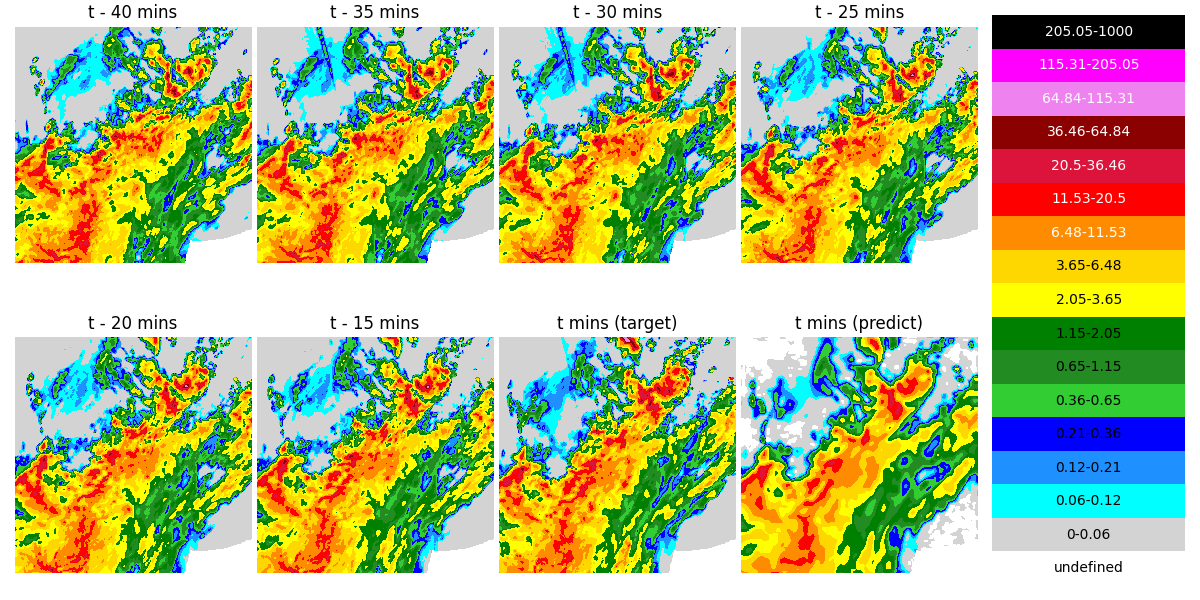 t - 40 mins
t - 35 mins
t - 30 mins
t - 25 mins
t - 20 mins
t - 15 mins
t mins (target)
t mins (predict)
205.05-1000
115.31-205.05
64.84-115.31
36.46-64.84
20.5-36.46
11.53-20.5
6.48-11.53
3.65-6.48
2.05-3.65
1.15-2.05
0.65-1.15
0.36-0.65
0.21-0.36
0.12-0.21
0.06-0.12
0-0.06
undefined